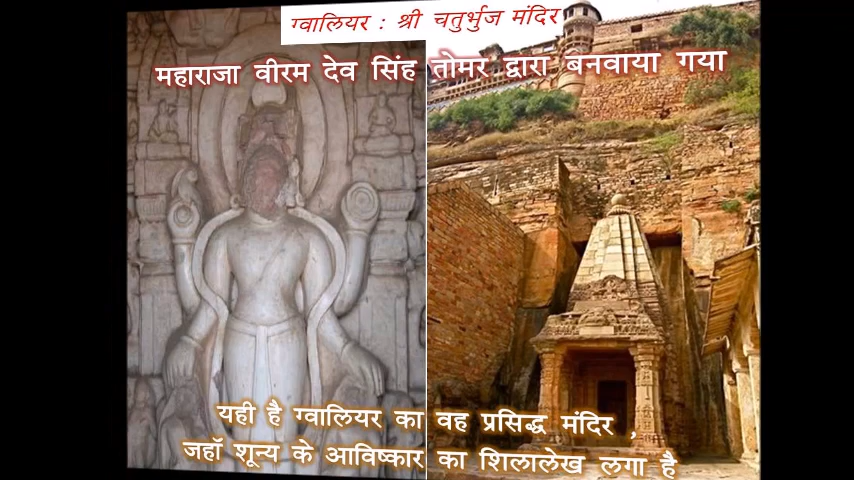 ग्वालियर : श्री चतुर्भुज मंदिर
महाराजा वीरम देव सिंह तोमर द्वारा बनवाया गया
यही है ग्वालियर का वह प्रसिद्ध मंदिर ,
जहॉ शून्य के आविष्कार का शिलालेख लगा है